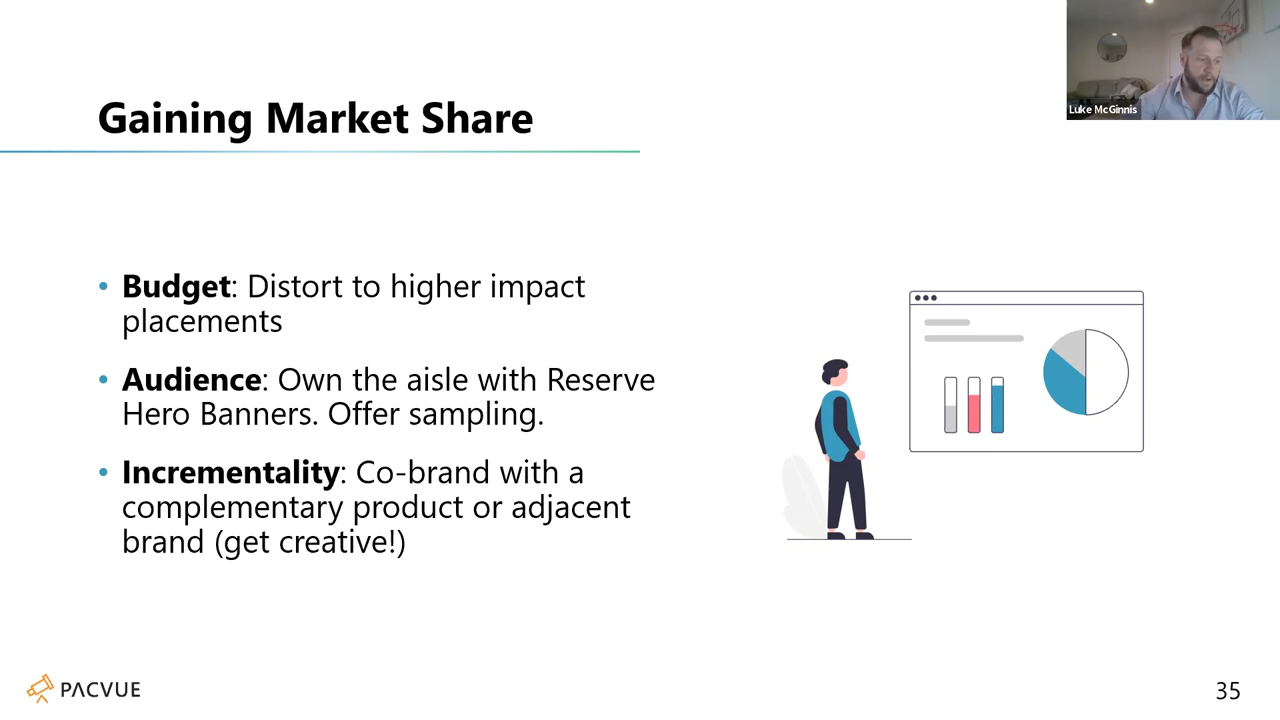 Luke McGinnis
Gaining Market Share
• Budget: Distort to higher impact
placements
• Audience: Own the aisle with Reserve
Hero Banners. Offer sampling.
• Incrementality: Co-brand with a
complementary product or adjacent
brand (get creative!)
PACVUE
35